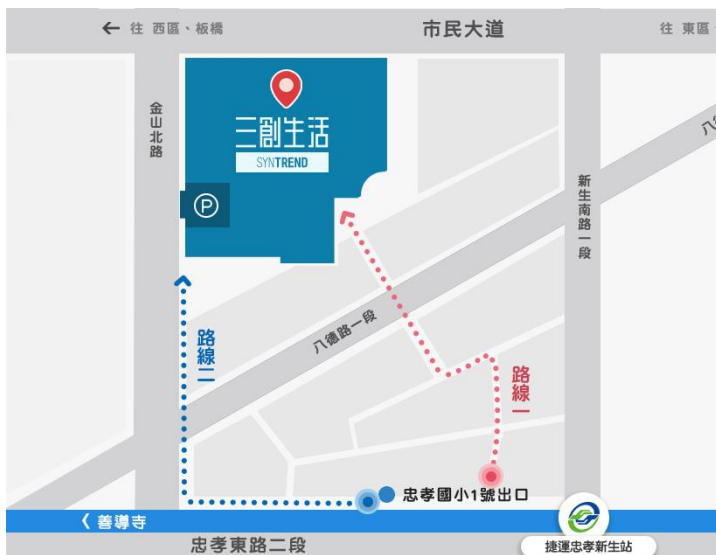 ← 往 西區、板橋
市民大道
往 東區
金山北路
三創生活
SYNTREND
P
新生南路一段
八德路一段
路線二
路線一
忠孝國小1號出口
〈 善導寺
忠孝東路二段
捷運忠孝新生站